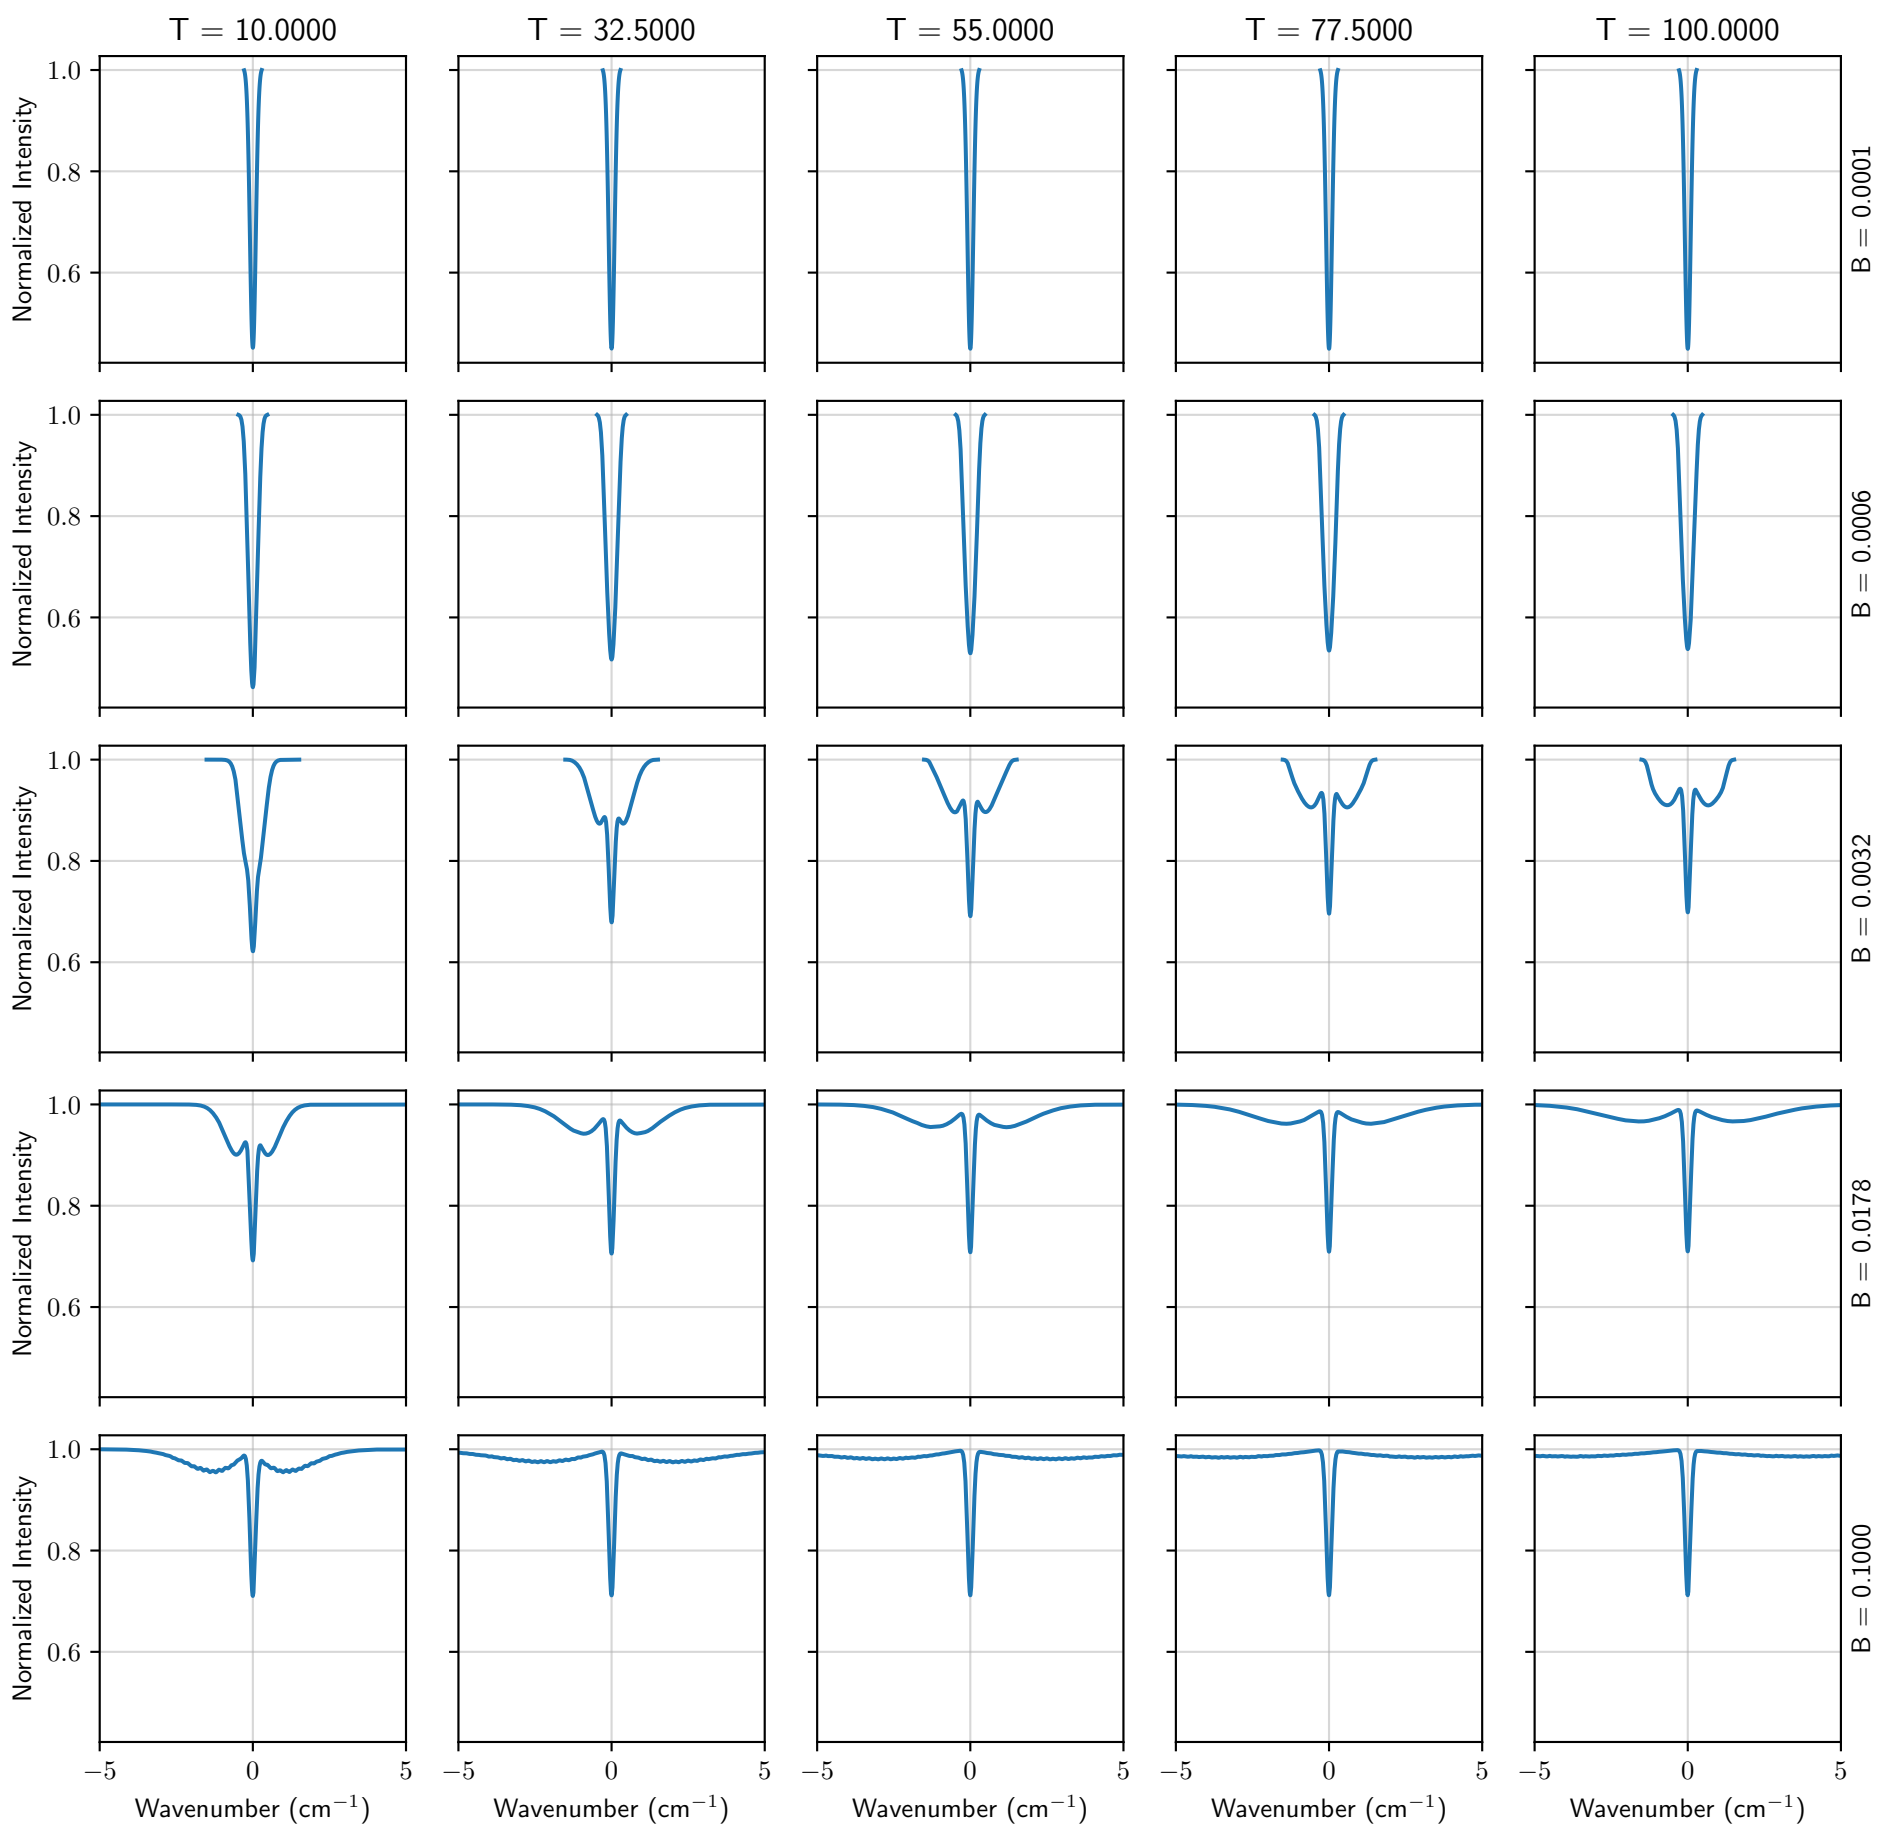 T = 10.0000 T = 32.5000 T = 55.0000 T = 77.5000 T = 100.0000
1.0
0.8
0.6
Normalized Intensity
B = 0.0001
1.0
0.8
0.6
Normalized Intensity
B = 0.0006
1.0
0.8
0.6
Normalized Intensity
B = 0.0032
1.0
0.8
0.6
Normalized Intensity
B = 0.0178
1.0
0.8
0.6
Normalized Intensity
B = 0.1000
−5 0 5 −5 0 5 −5 0 5 −5 0 5 −5 0 5
Wavenumber (cm⁻¹) Wavenumber (cm⁻¹) Wavenumber (cm⁻¹) Wavenumber (cm⁻¹) Wavenumber (cm⁻¹)